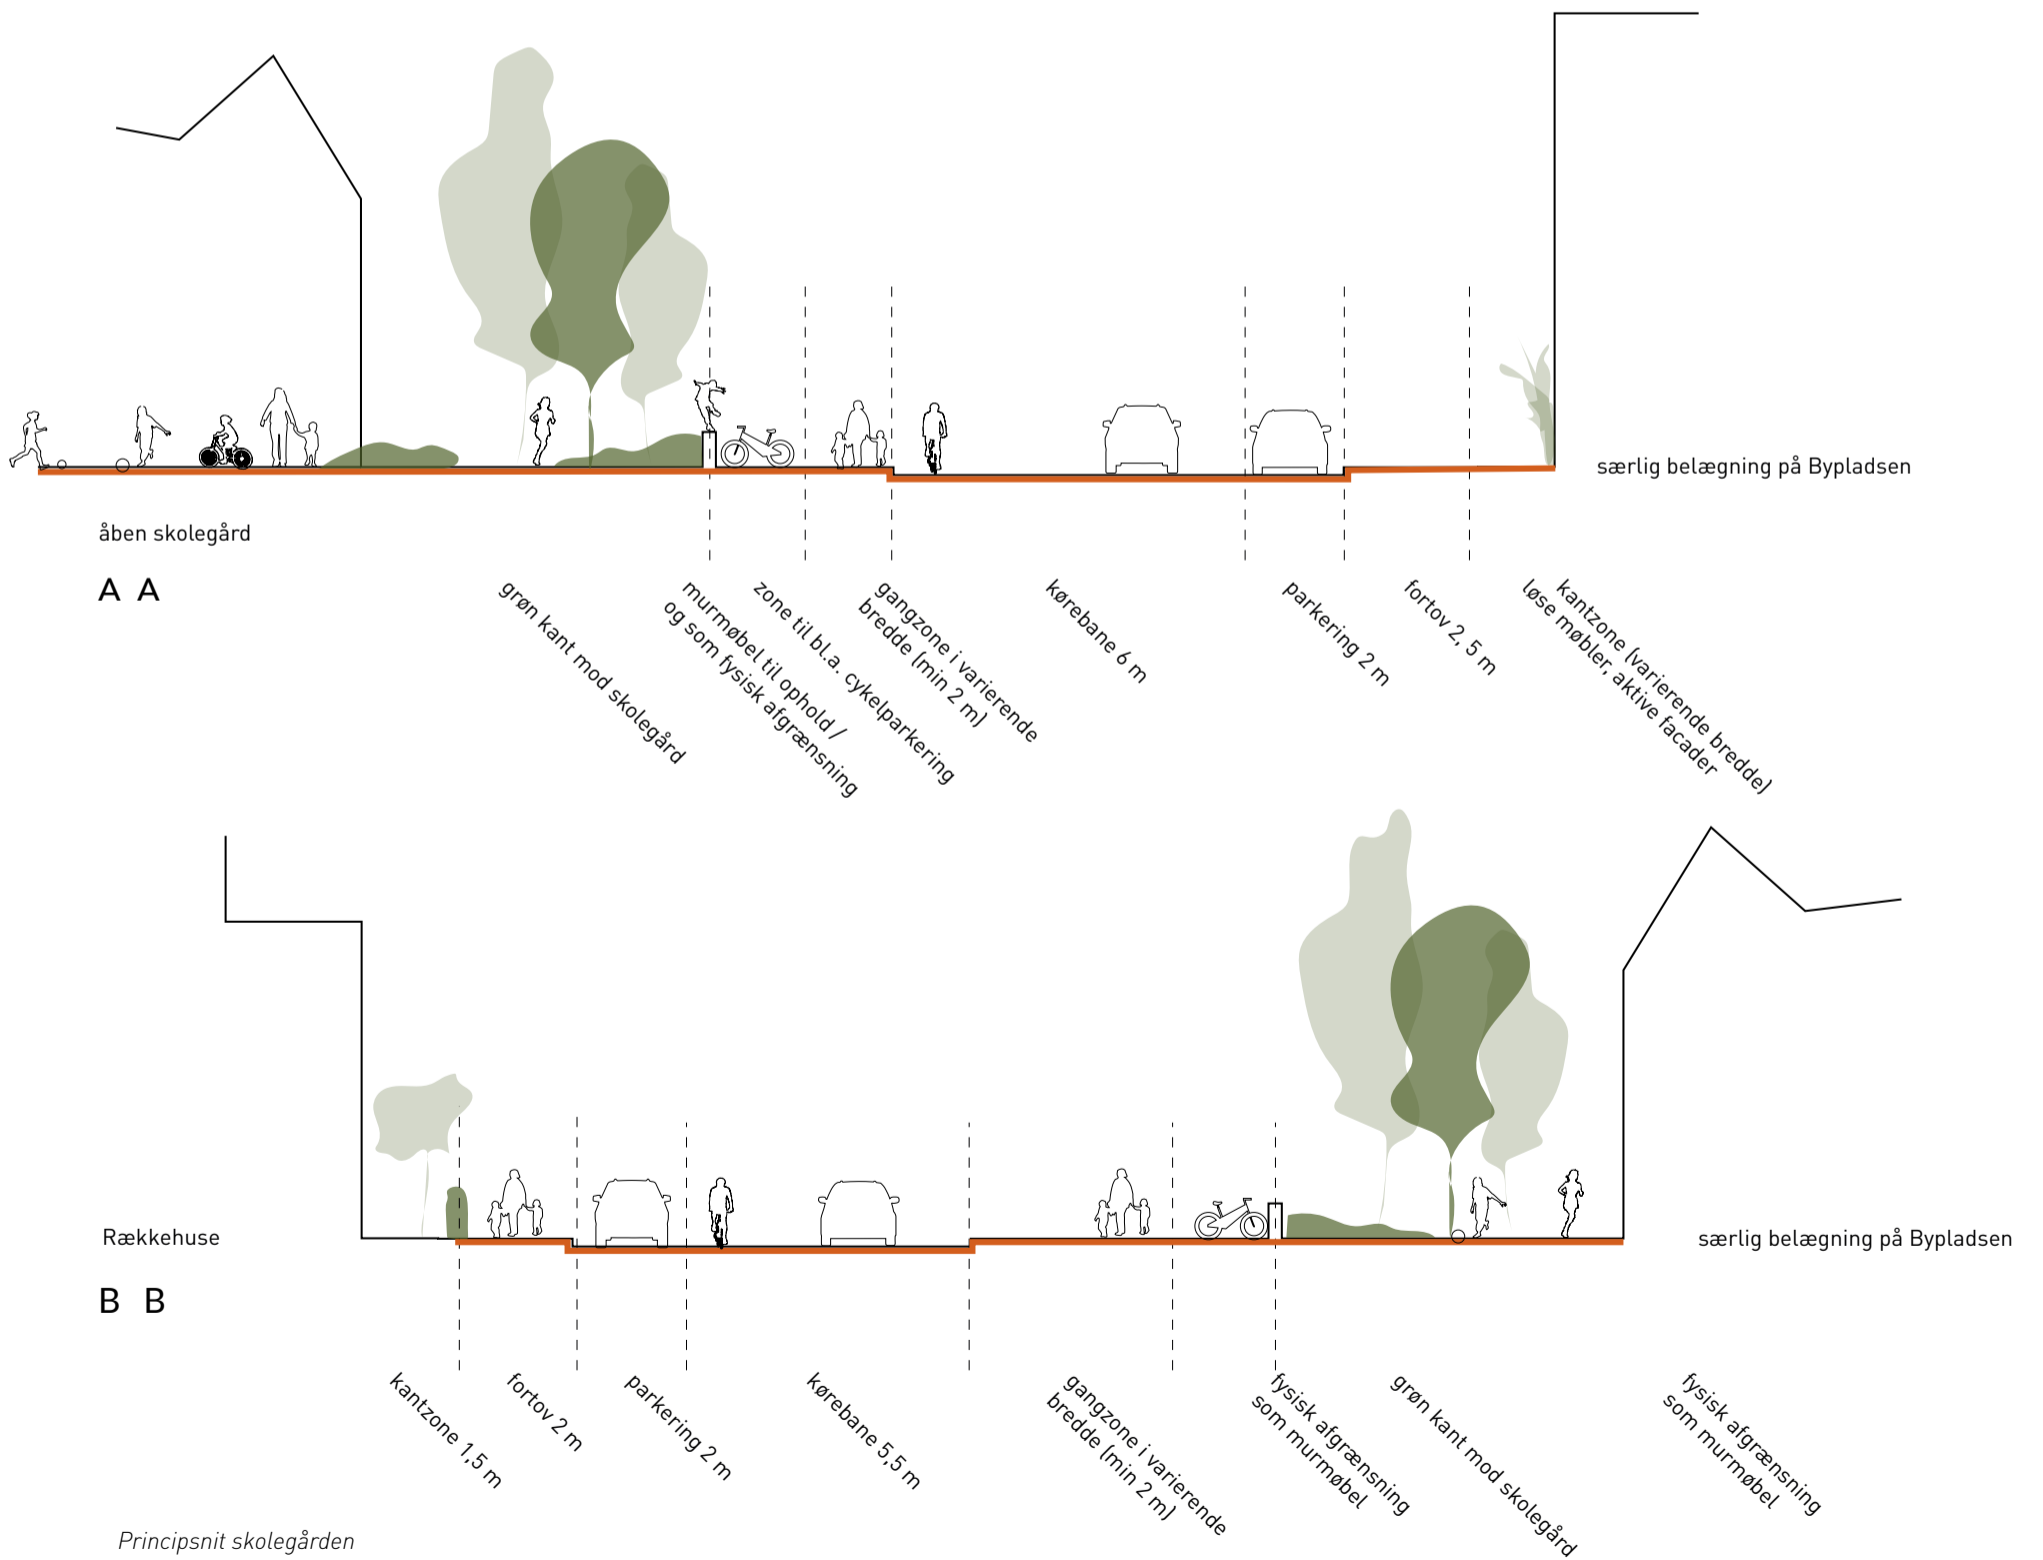 særlig belægning på Bypladsen
åben skolegård
A A
grøn kant mod skolegård
murmøbel til ophold /
og som fysisk afgrænsning
zone til bl.a. cykelparkering
gangzone i varierende
bredde (min 2 m)
kørebane 6 m
parkering 2 m
fortov 2, 5 m
kantzone (varierende bredde)
løse møbler, aktive facader
Rækkehuse
særlig belægning på Bypladsen
B B
kantzone 1,5 m
fortov 2 m
parkering 2 m
kørebane 5,5 m
gangzone i varierende
bredde (min 2 m)
fysisk afgrænsning
som murmøbel
grøn kant mod skolegård
fysisk afgrænsning
som murmøbel
Principsnit skolegården